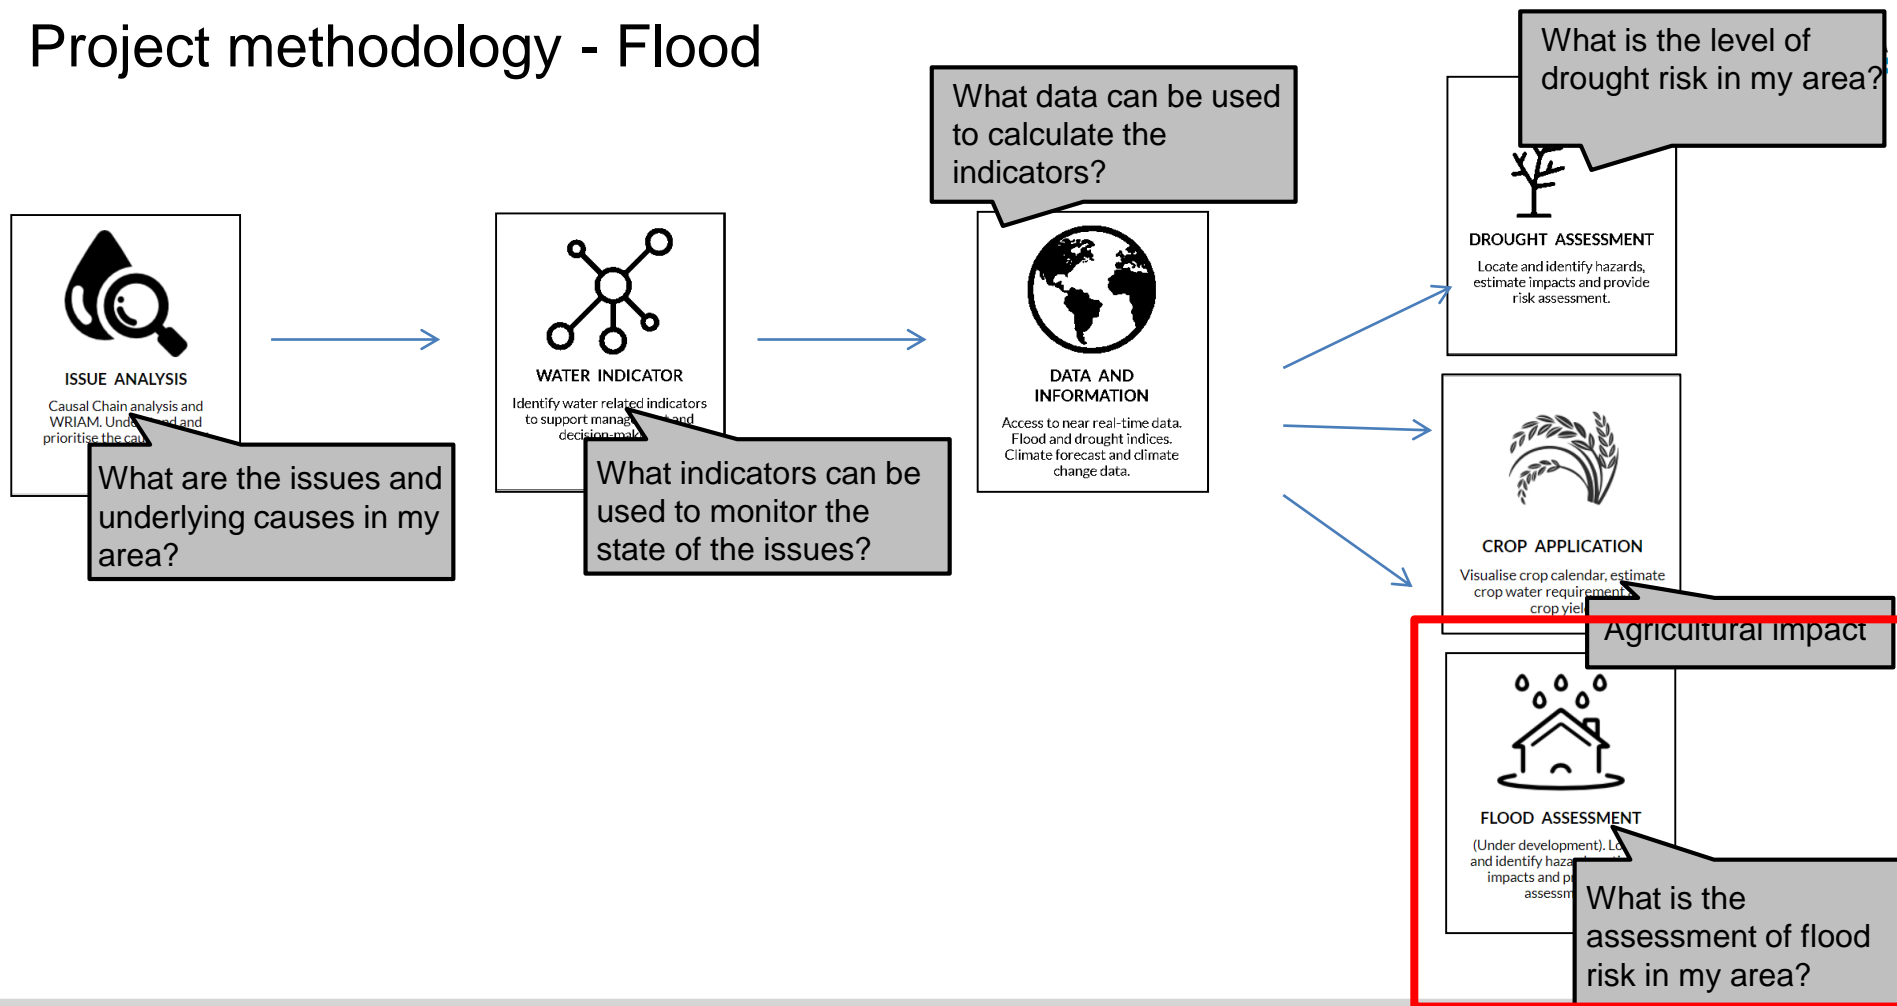 Project methodology - Flood
ISSUE ANALYSIS
Causal Chain analysis and
WRIAM. and
prioritise the
What are the issues and
underlying causes in my
area?
WATER INDICATOR
Identify water related indicators
to support and
What indicators can be
used to monitor the
state of the issues?
What data can be used
to calculate the
indicators?
DATA AND
INFORMATION
Access to near real-time data.
Flood and drought indices.
Climate forecast and climate
change data.
What is the level of
drought risk in my area?
DROUGHT ASSESSMENT
Locate and identify hazards,
estimate impacts and provide
risk assessment.
CROP APPLICATION
Visualise crop calendar, estimate
crop water requirement
crop
Agricultural impact
FLOOD ASSESSMENT
(Under development).
and identify
impacts and
What is the
assessment of flood
risk in my area?